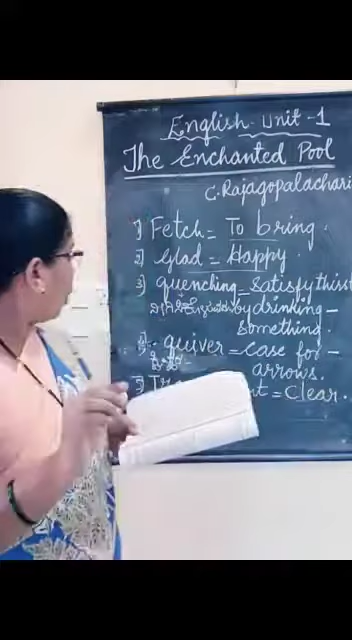 English Unit-1
The Enchanted Pool
C. Rajagopalachari
1) Fetch = To bring.
2) Glad = Happy
3) quenching = satisfy thirst
by drinking-
something.
4) quiver = case for -
arrows.
5) = Clear.